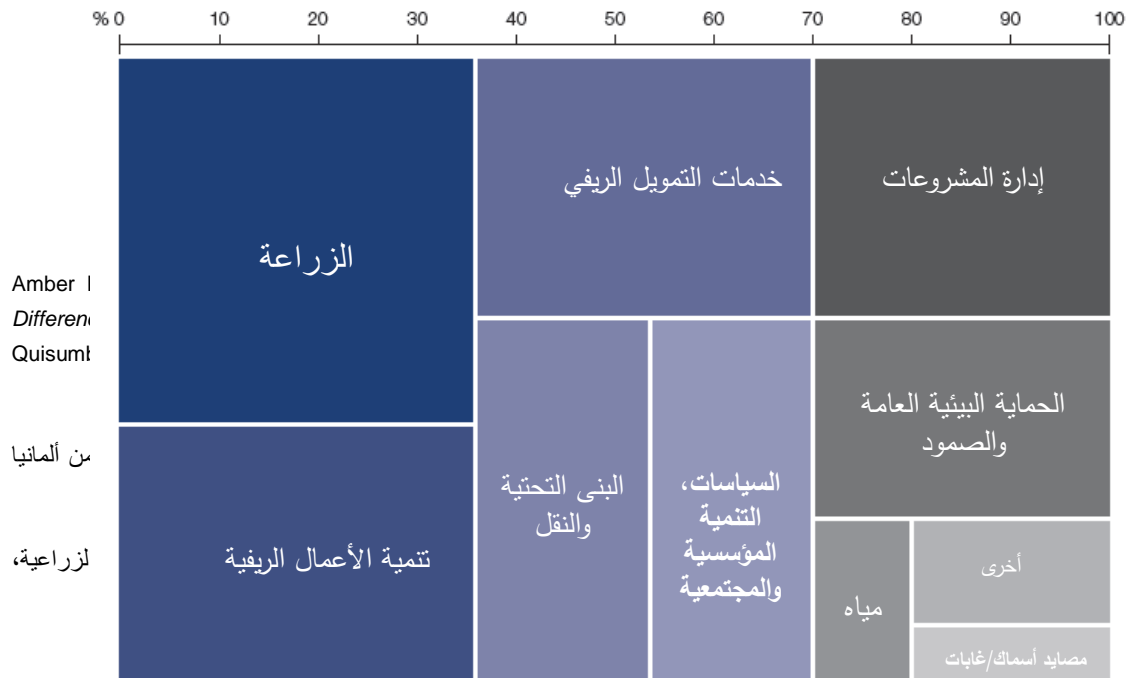 % 0 10 20 30 40 50 60 70 80 90 100
الزراعة
تنمية الأعمال الريفية
خدمات التمويل الريفي
البنى التحتية
والنقل
السياسات،
التنمية
المؤسسية
والمجتمعية
إدارة المشروعات
الحماية البيئية العامة
والصمود
مياه
أخرى
مصايد أسماك/غابات
Amber
Differen
Quisumb
من ألمانيا
لزراعية،